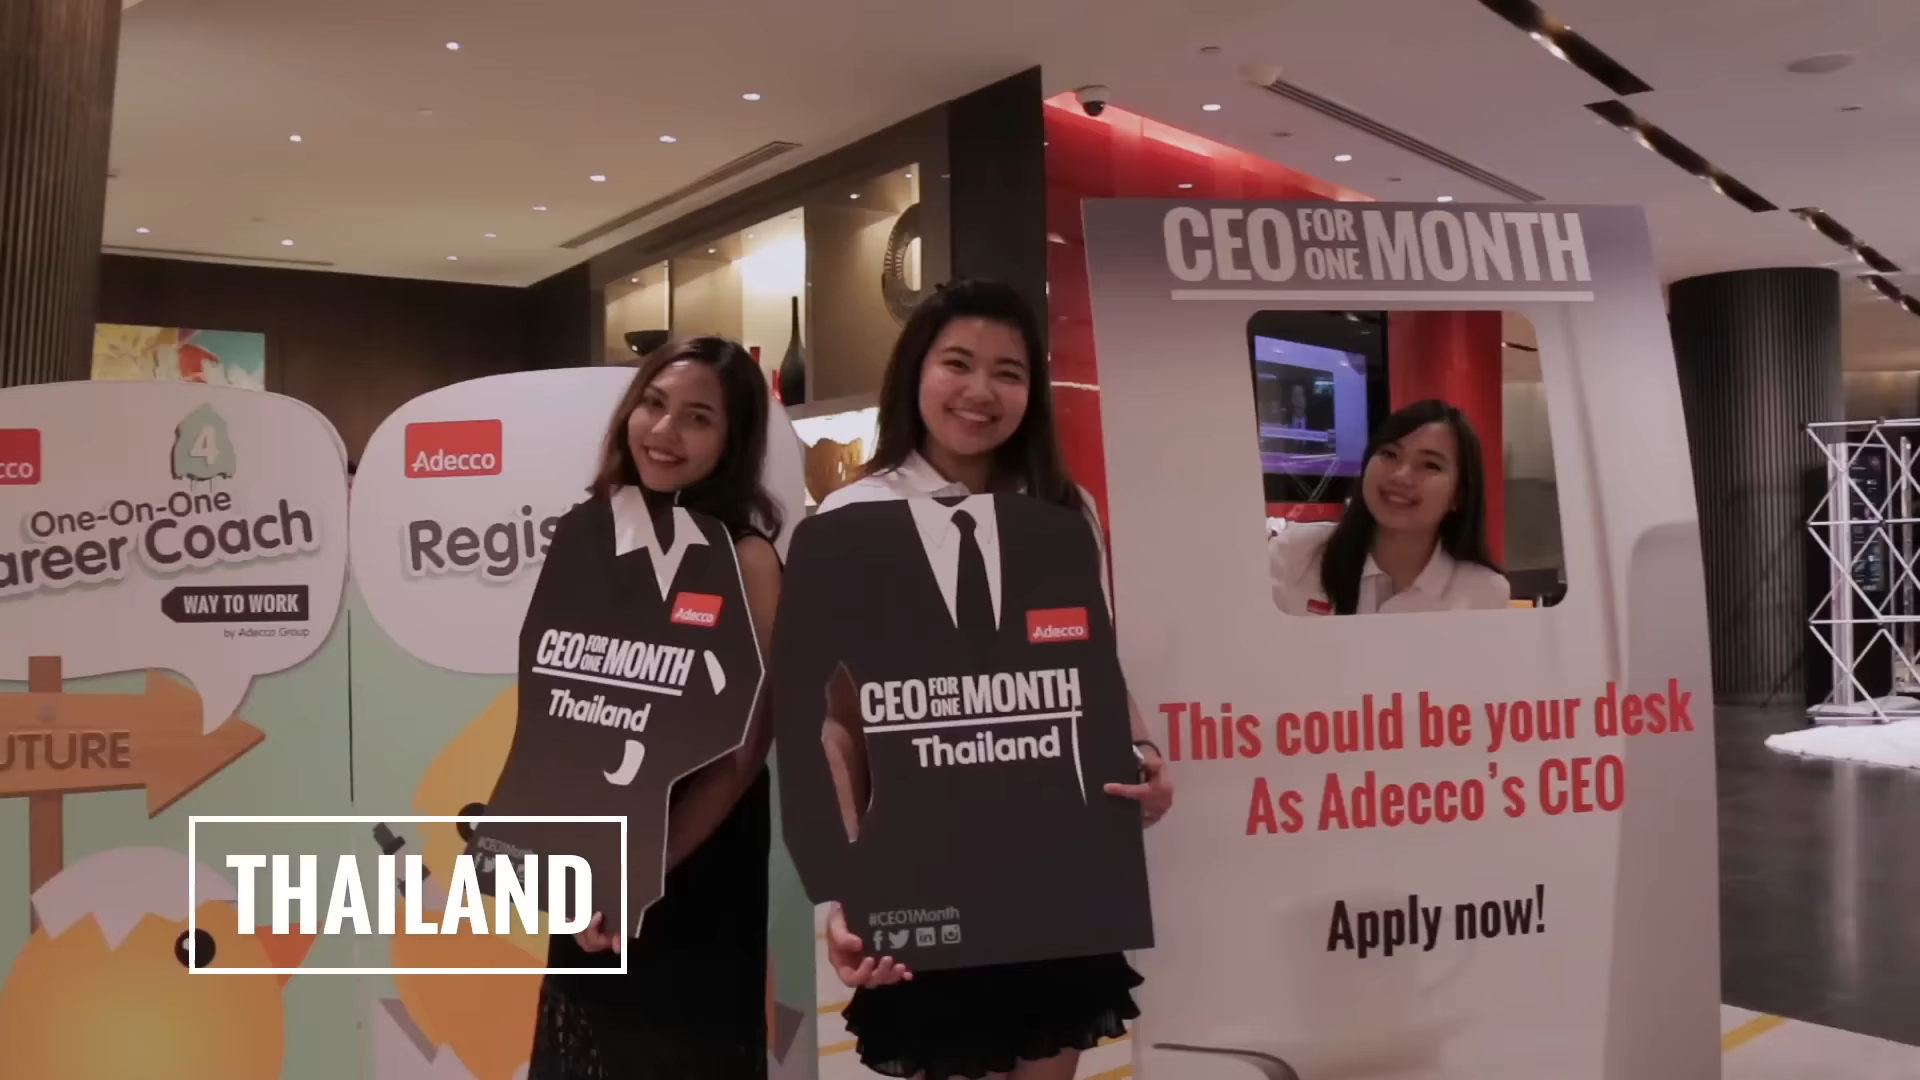 CEO FOR ONE MONTH
cco
4
One-On-One
areer Coach
WAY TO WORK
by Adecco Group
UTURE
Adecco
Regis
Adecco
CEO FOR ONE MONTH
Thailand
Adecco
CEO FOR ONE MONTH
Thailand
#CEO1Month
This could be your desk
As Adecco's CEO
Apply now!
THAILAND